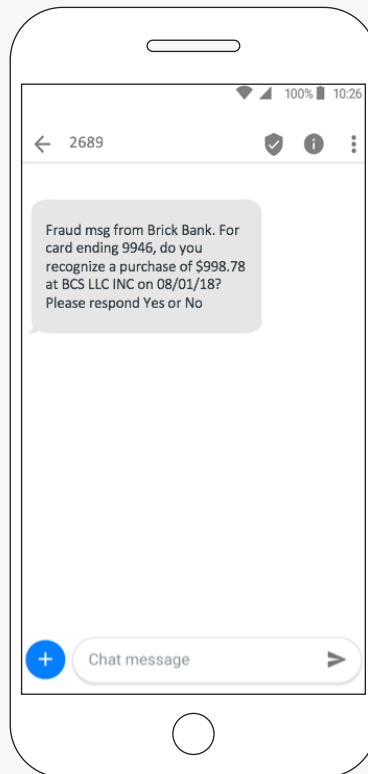 100% 10:26
2689
Fraud msg from Brick Bank. For
card ending 9946, do you
recognize a purchase of $998.78
at BCS LLC INC on 08/01/18?
Please respond Yes or No
Chat message